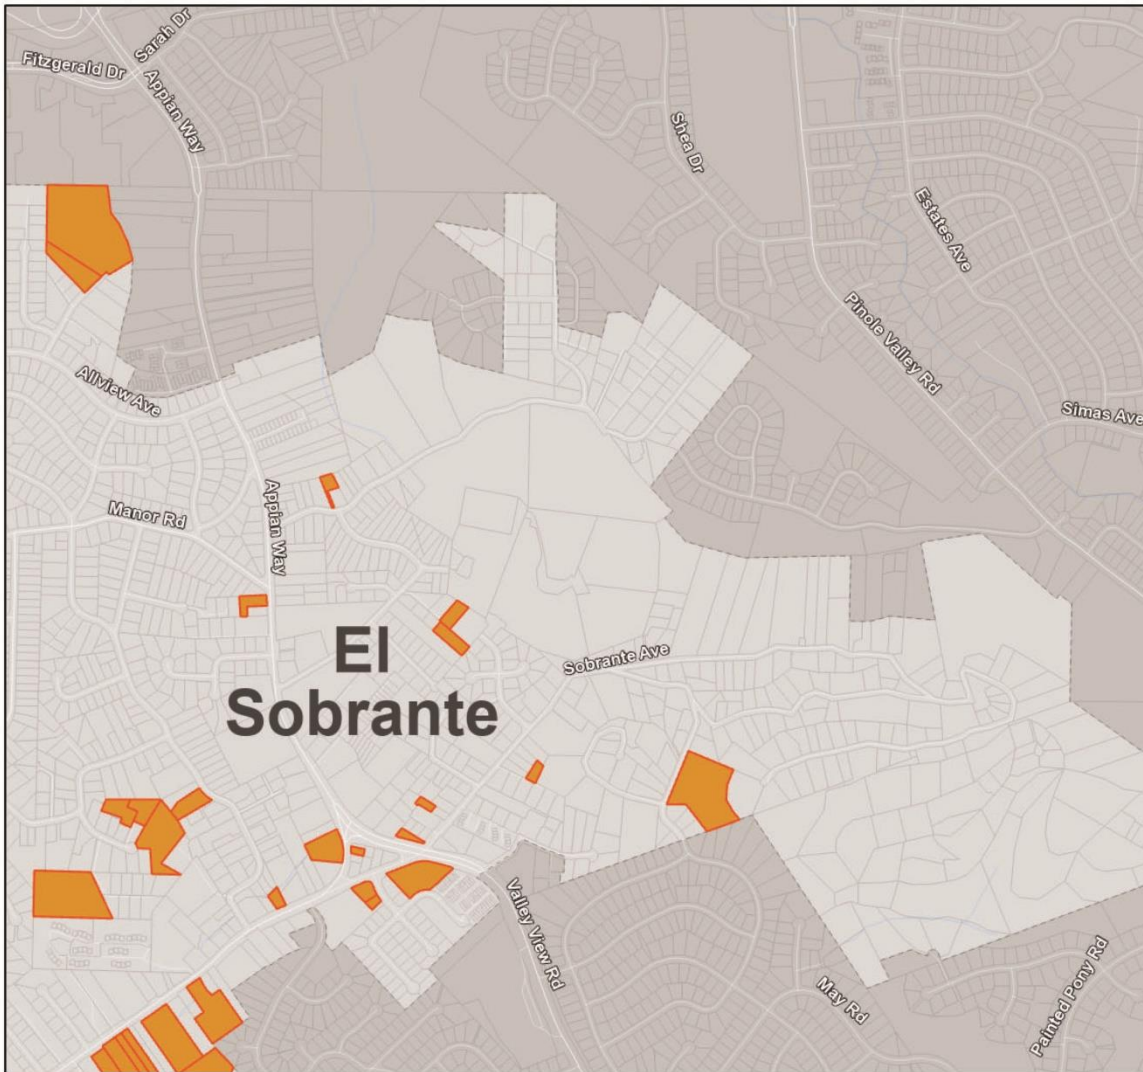 Sarah Dr
Fitzgerald Dr
Appian Way
Shea Dr
Estates Ave
Pinole Valley Rd
Allview Ave
Simas Ave
Appian Way
Manor Rd
El
Sobrante
Sobrante Ave
Valley View Rd
May Rd
Painted Pony Rd